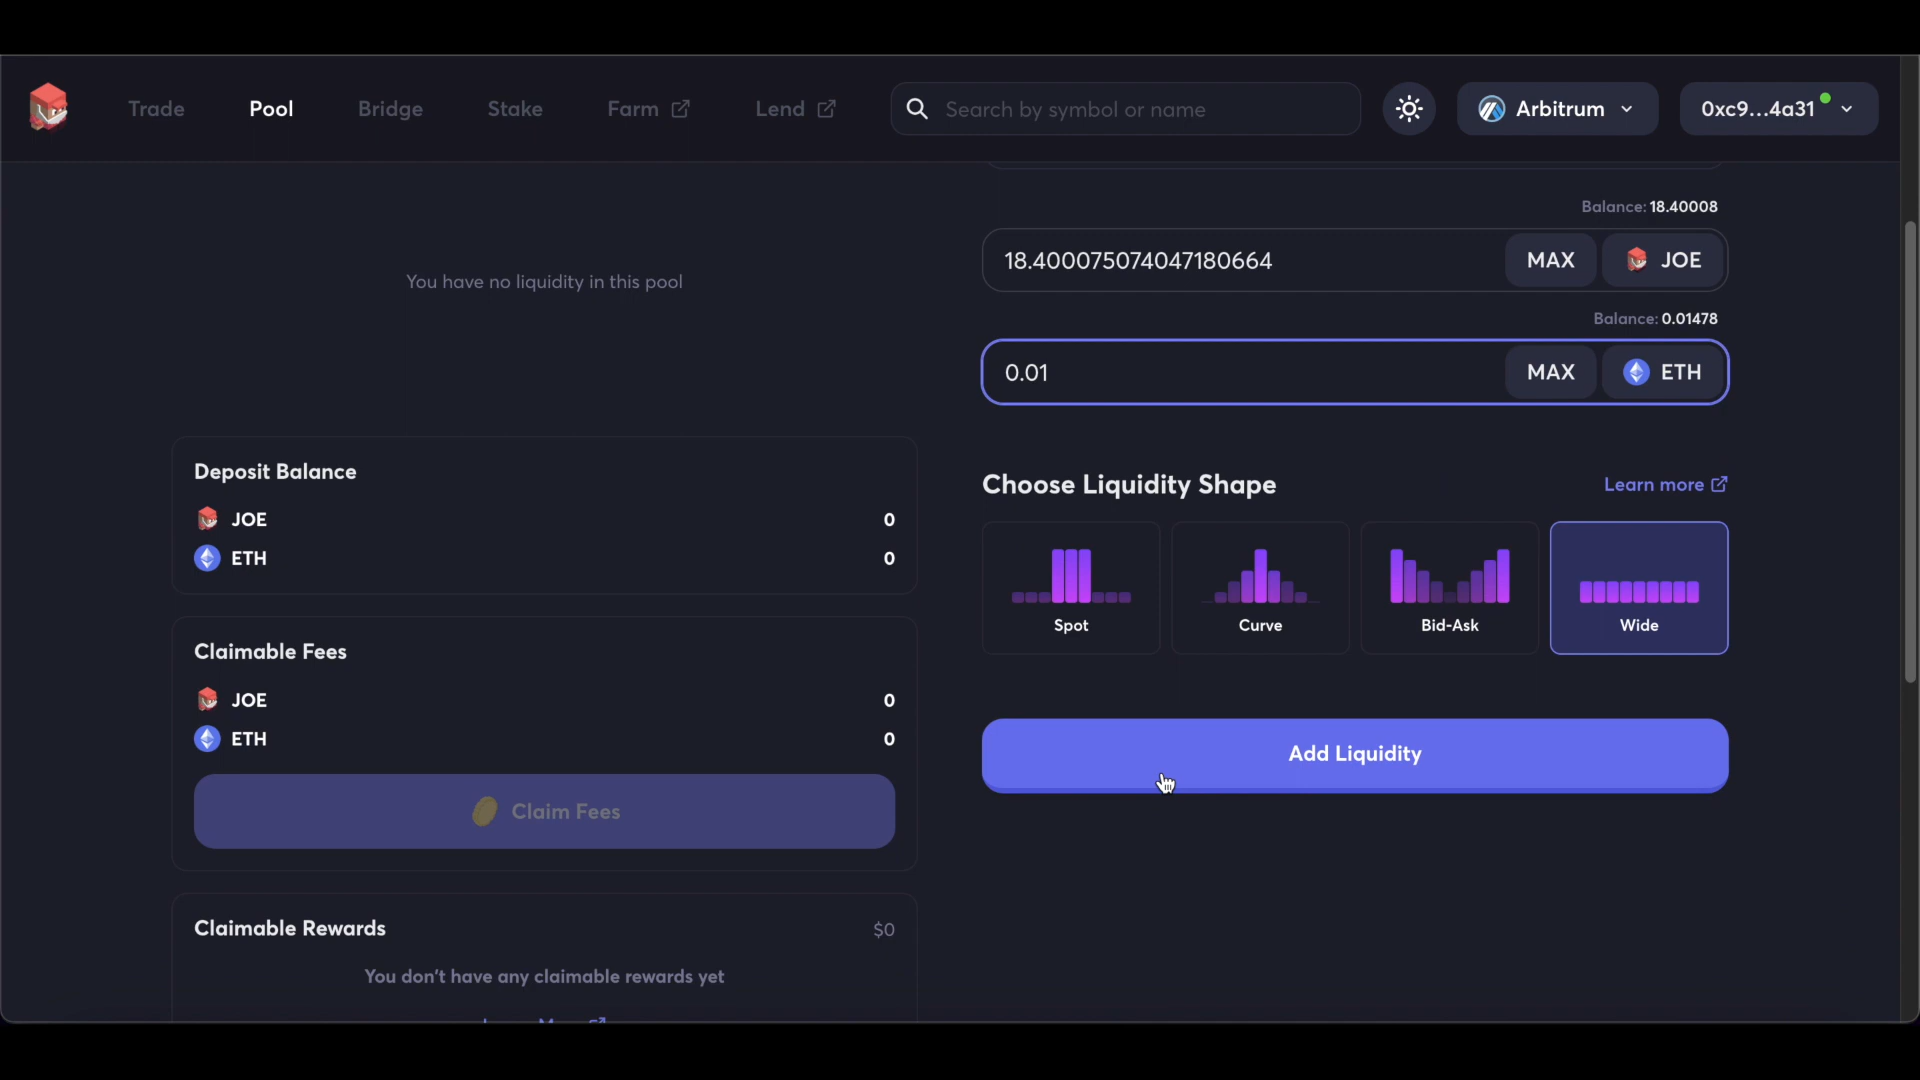 Trade
Pool
Bridge
Stake
Farm
Lend
Search by symbol or name
Arbitrum
0xc9...4a31
You have no liquidity in this pool
Balance: 18.40008
18.400075074047180664
MAX
JOE
Balance: 0.01478
0.01
MAX
ETH
Deposit Balance
JOE
0
ETH
0
Claimable Fees
JOE
0
ETH
0
Claim Fees
Claimable Rewards
$0
You don't have any claimable rewards yet
Choose Liquidity Shape
Learn more
Spot
Curve
Bid-Ask
Wide
Add Liquidity